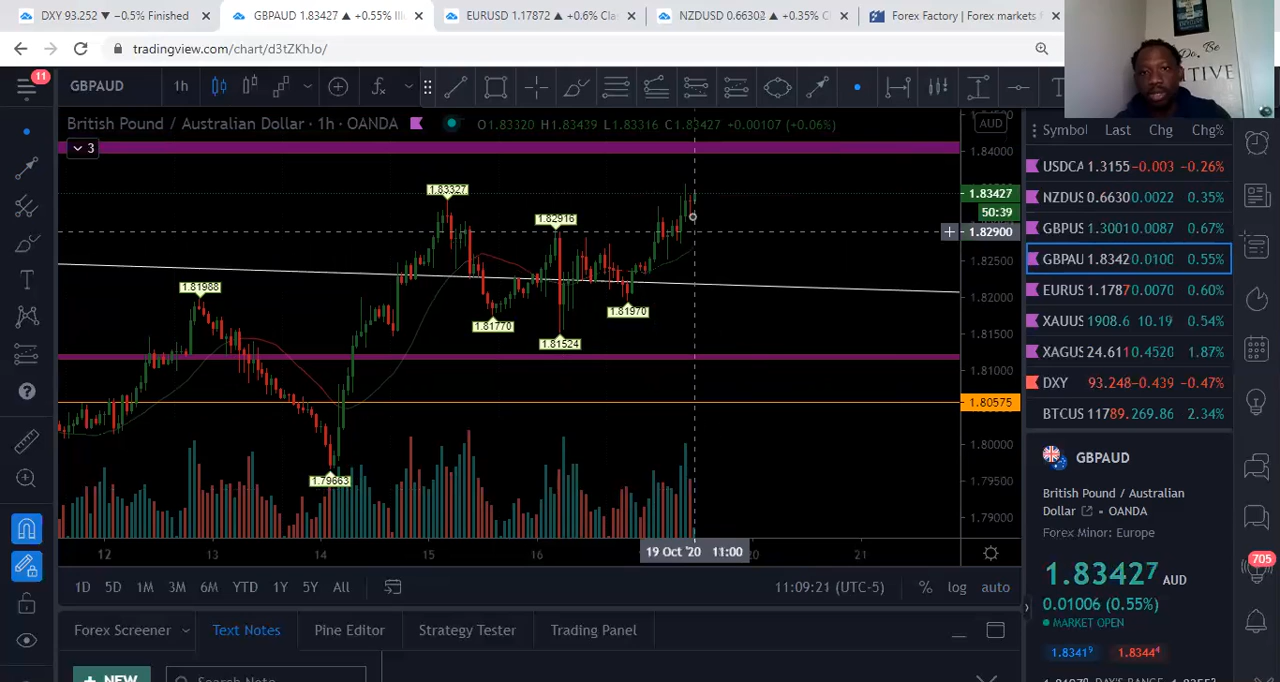 DXY 93.252 ▼ −0.5% Finished
GBPAUD 1.83427 ▲ +0.55%
EURUSD 1.17872 ▲ +0.6%
NZDUSD 0.66302 ▲ +0.35%
Forex Factory | Forex markets f
tradingview.com/chart/d3tZKhJo/
11
GBPAUD
1h
British Pound / Australian Dollar · 1h · OANDA
O1.83320 H1.83439 L1.83316 C1.83427 +0.00107 (+0.06%)
3
AUD
1.84000
1.83427
50:39
1.82900
1.82500
1.82000
1.81500
1.81000
1.80575
1.80000
1.79500
1.79000
1.83327
1.82916
1.81988
1.81970
1.81770
1.81524
1.79663
12 13 14 15 16 20 21
19 Oct '20 11:00
1D 5D 1M 3M 6M YTD 1Y 5Y All
11:09:21 (UTC-5) % log auto
Forex Screener Text Notes Pine Editor Strategy Tester Trading Panel
+ NEW
Search Note
Do. Be
Symbol Last Chg Chg%
USDCA 1.3155 -0.003 -0.26%
NZDUS 0.6630 0.0022 0.35%
GBPUS 1.3001 0.0087 0.67%
GBPAU 1.8342 0.0100 0.55%
EURUS 1.1787 0.0070 0.60%
XAUUS 1908.6 10.19 0.54%
XAGUS 24.611 0.4520 1.87%
DXY 93.248 -0.439 -0.47%
BTCUS 11789. 269.86 2.34%
GBPAUD
British Pound / Australian
Dollar · OANDA
Forex Minor: Europe
1.83427 AUD
0.01006 (0.55%)
MARKET OPEN
1.83419 1.83444
705